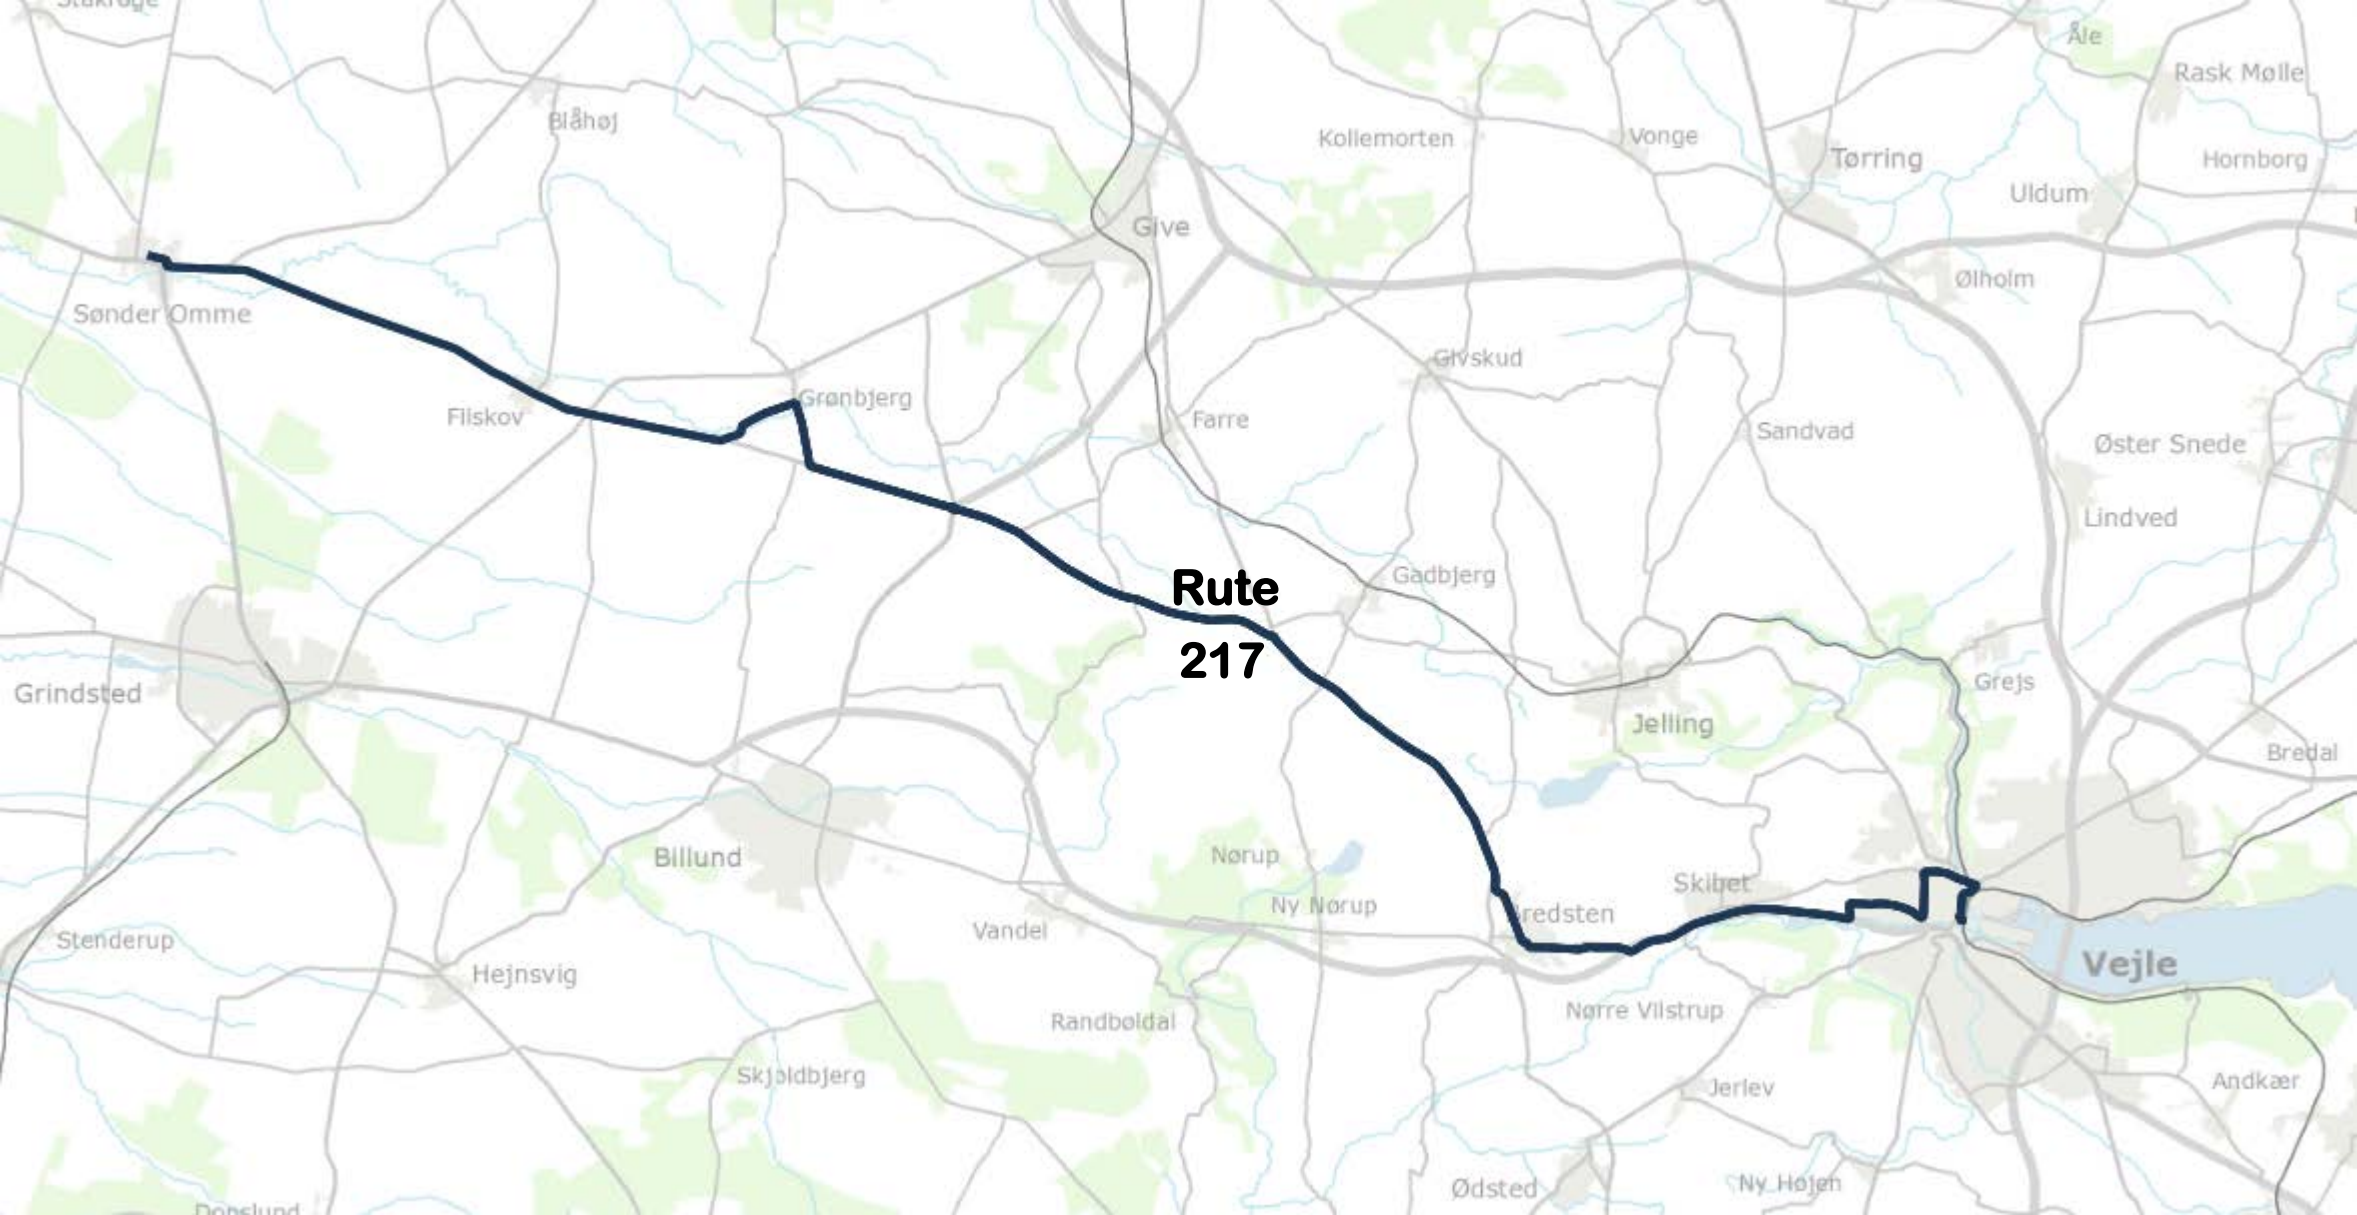 Åle
Rask Mølle
Blåhøj
Kollemorten
Vonge
Tørring
Hornborg
Uldum
Give
Ølholm
Sønder Omme
Givskud
Filskov
Grønbjerg
Farre
Sandvad
Øster Snede
Lindved
Rute
217
Gadbjerg
Grindsted
Grejs
Jelling
Bredal
Billund
Nørup
Skibet
Ny Nørup
redsten
Vandel
Stenderup
Hejnsvig
Vejle
Randbøldal
Nørre Vilstrup
Skjoldbjerg
Jerlev
Andkær
Ødsted
Ny Højen